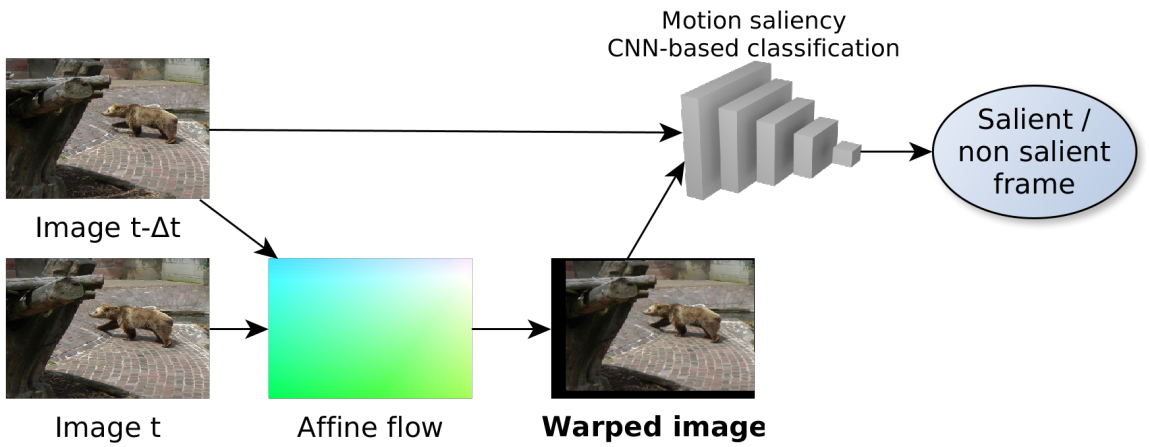 Motion saliency
CNN-based classification
Salient /
non salient
frame
Image t-Δt
Image t
Affine flow
Warped image